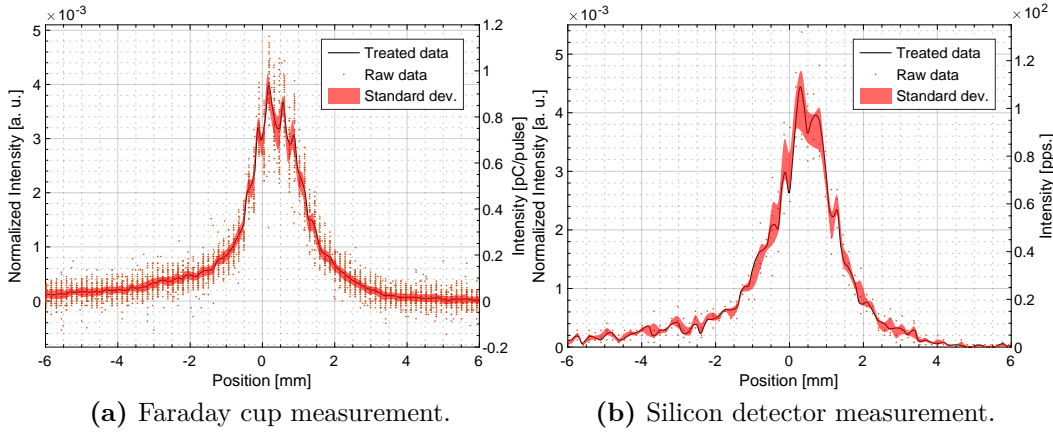 ×10⁻³
5
4
3
2
1
0
Normalized Intensity [a. u.]
-6 -4 -2 0 2 4 6
Position [mm]
1.2
1
0.8
0.6
0.4
0.2
0
-0.2
Intensity [pC/pulse]
Treated data
Raw data
Standard dev.
(a) Faraday cup measurement.
×10⁻³
5
4
3
2
1
0
Normalized Intensity [a. u.]
-6 -4 -2 0 2 4 6
Position [mm]
×10²
1.2
1
0.8
0.6
0.4
0.2
0
Intensity [pps.]
Treated data
Raw data
Standard dev.
(b) Silicon detector measurement.